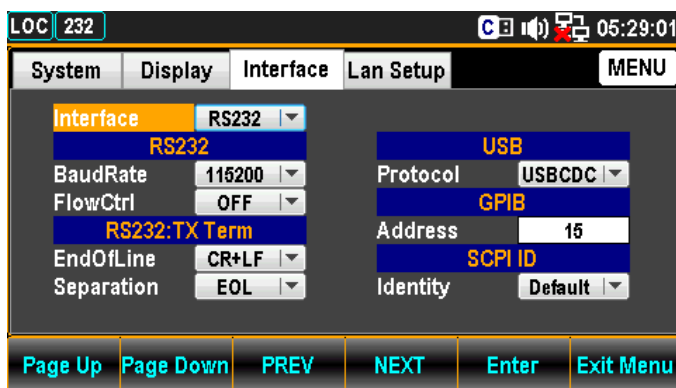 LOC 232 C 05:29:01
System Display Interface Lan Setup MENU
Interface RS232
RS232 USB
BaudRate 115200 Protocol USBCDC
FlowCtrl OFF GPIB
RS232:TX Term Address 15
EndOfLine CR+LF SCPI ID
Separation EOL Identity Default
Page Up Page Down PREV NEXT Enter Exit Menu